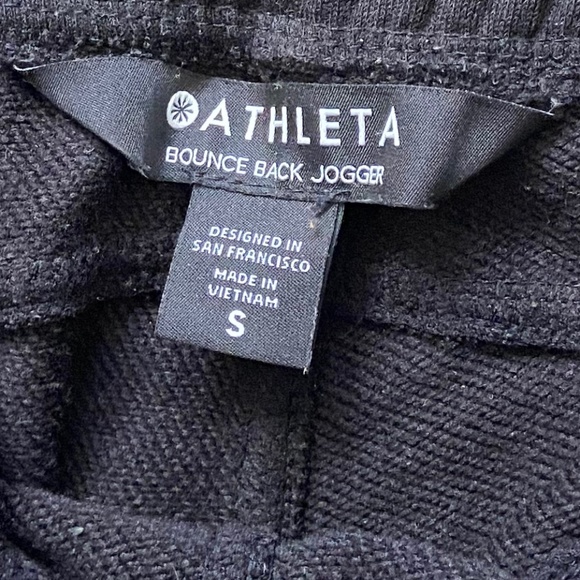 ATHLETA
BOUNCE BACK JOGGER
DESIGNED IN
SAN FRANCISCO
MADE IN
VIETNAM
S